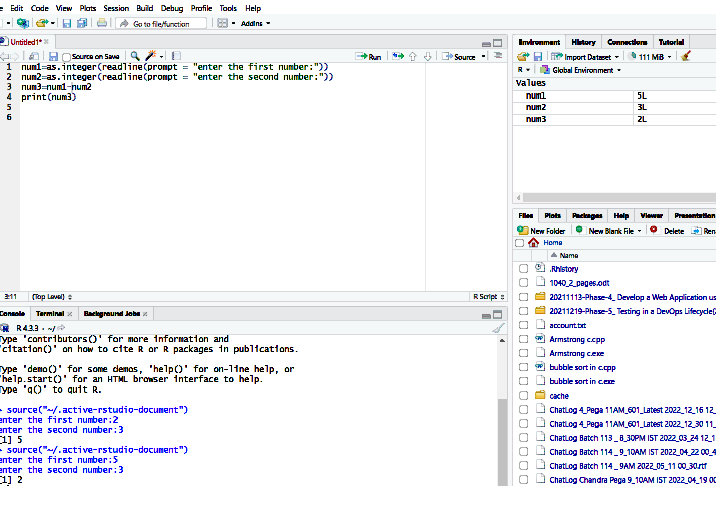 Edit Code View Plots Session Build Debug Profile Tools Help
Go to file/function
Addins
Untitled1*
Source on Save
Run
Source
1 num1=as.integer(readline(prompt = "enter the first number:"))
2 num2=as.integer(readline(prompt = "enter the second number:"))
3 num3=num1-num2
4 print(num3)
5
6
3:11 (Top Level) R Script
Console Terminal Background Jobs
R 4.3.3 · ~/
Type 'contributors()' for more information and
'citation()' on how to cite R or R packages in publications.
Type 'demo()' for some demos, 'help()' for on-line help, or
'help.start()' for an HTML browser interface to help.
Type 'q()' to quit R.
> source("~/.active-rstudio-document")
enter the first number:2
enter the second number:3
[1] 5
> source("~/.active-rstudio-document")
enter the first number:5
enter the second number:3
[1] 2
Environment History Connections Tutorial
Import Dataset 111 MiB
R Global Environment
Values
num1 5L
num2 3L
num3 2L
Files Plots Packages Help Viewer Presentation
New Folder New Blank File Delete Ren
Home
Name
.Rhistory
1040_2_pages.odt
20211113-Phase-4_ Develop a Web Application us
20211219-Phase-5_ Testing in a DevOps Lifecycle(
account.txt
Armstrong c.cpp
Armstrong c.exe
bubble sort in c.cpp
bubble sort in c.exe
cache
ChatLog 4_Pega 11AM_601_Latest 2022_12_16 12_
ChatLog 4_Pega 11AM_601_Latest 2022_12_30 11_
ChatLog Batch 113 _ 8_30PM IST 2022_03_24 12_1
ChatLog Batch 114 _ 9_10AM IST 2022_04_22 00_4
ChatLog Batch 114 _ 9AM 2022_05_11 00_30.rtf
ChatLog Chandra Pega 9_10AM IST 2022_04_19 00